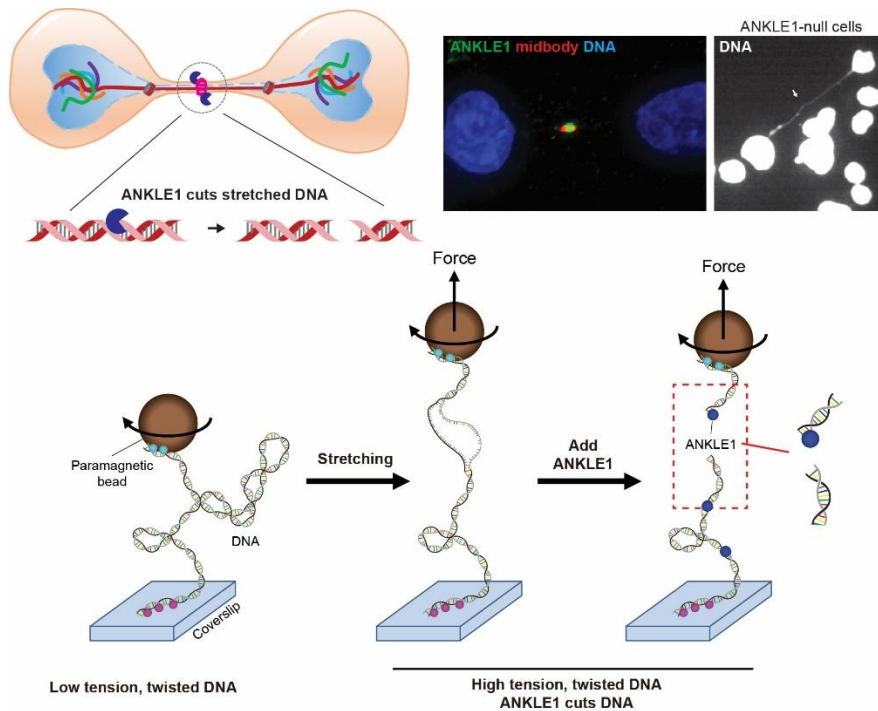 ANKLE1-null cells
ANKLE1 midbody DNA
DNA
ANKLE1 cuts stretched DNA
Force
Force
Paramagnetic
bead
DNA
Stretching
Add
ANKLE1
ANKLE1
Coverslip
Low tension, twisted DNA
High tension, twisted DNA
ANKLE1 cuts DNA